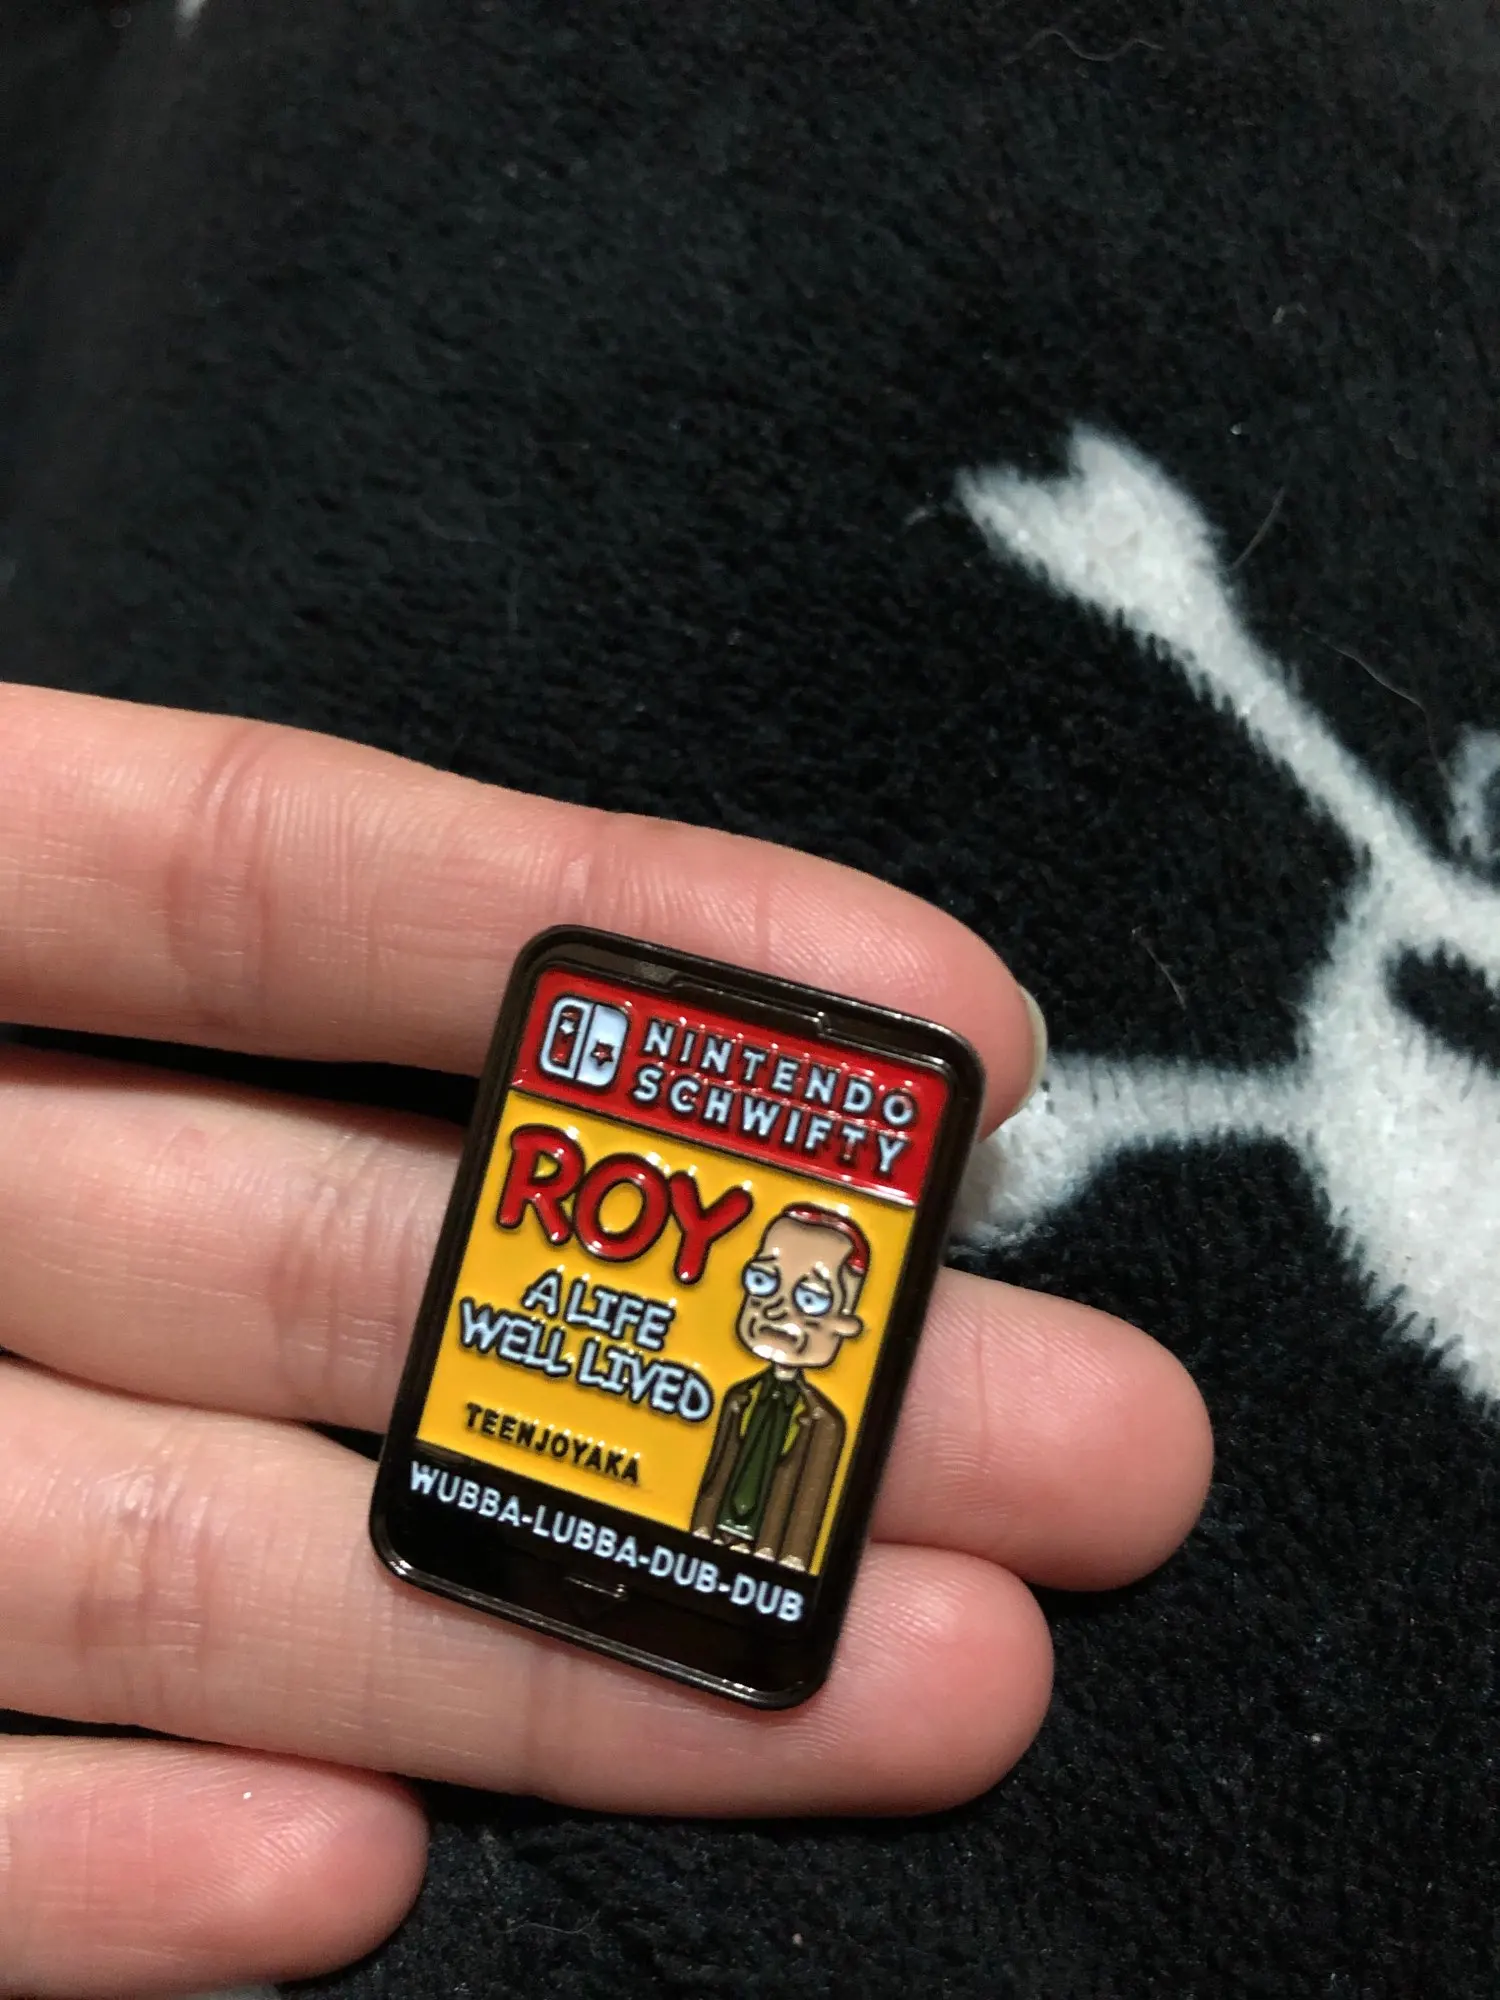 NINTENDO
SCHWIFTY
ROY
A LIFE
WELL LIVED
TEENJOYAKA
WUBBA-LUBBA-DUB-DUB